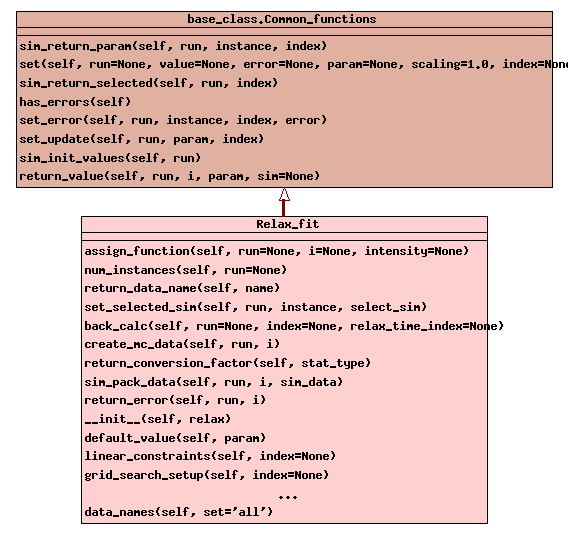 base_class.Common_functions
sim_return_param(self, run, instance, index)
set(self, run=None, value=None, error=None, param=None, scaling=1.0, index=None
sim_return_selected(self, run, index)
has_errors(self)
set_error(self, run, instance, index, error)
set_update(self, run, param, index)
sim_init_values(self, run)
return_value(self, run, i, param, sim=None)
Relax_fit
assign_function(self, run=None, i=None, intensity=None)
num_instances(self, run=None)
return_data_name(self, name)
set_selected_sim(self, run, instance, select_sim)
back_calc(self, run=None, index=None, relax_time_index=None)
create_mc_data(self, run, i)
return_conversion_factor(self, stat_type)
sim_pack_data(self, run, i, sim_data)
return_error(self, run, i)
__init__(self, relax)
default_value(self, param)
linear_constraints(self, index=None)
grid_search_setup(self, index=None)
...
data_names(self, set='all')